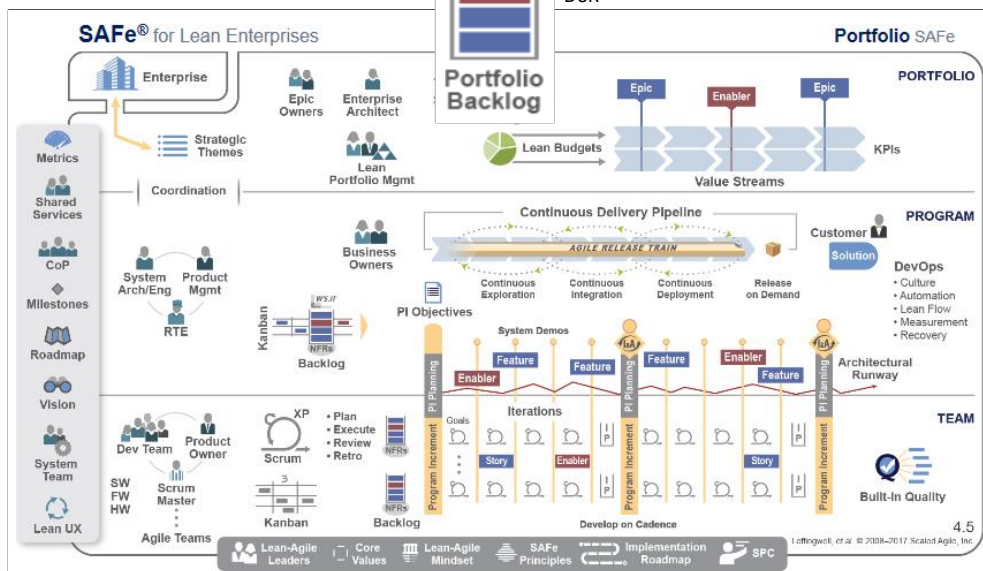 DoR
SAFe® for Lean Enterprises
Portfolio SAFe
Portfolio
Backlog
Enterprise
Epic
Owners
Enterprise
Architect
Strategic
Themes
Lean
Portfolio Mgmt
Lean Budgets
Epic
Enabler
Epic
KPIs
Value Streams
PORTFOLIO
Coordination
Metrics
Shared
Services
CoP
Milestones
Roadmap
Vision
System
Team
Lean UX
PROGRAM
System
Arch/Eng
Product
Mgmt
RTE
Business
Owners
Continuous Delivery Pipeline
AGILE RELEASE TRAIN
Continuous
Exploration
Continuous
Integration
Continuous
Deployment
Release
on Demand
Customer
Solution
DevOps
• Culture
• Automation
• Lean Flow
• Measurement
• Recovery
Kanban
WSJF
NFRs
Backlog
PI Objectives
System Demos
Enabler
Feature
Feature
Feature
Enabler
Feature
I&A
I&A
PI Planning
PI Planning
PI Planning
Architectural
Runway
TEAM
Dev Team
Product
Owner
Scrum
Master
SW
FW
HW
Agile Teams
XP
Scrum
• Plan
• Execute
• Review
• Retro
NFRs
3
Kanban
NFRs
Backlog
Program Increment
Program Increment
Program Increment
Goals
Iterations
Story
Enabler
Story
I P
I P
I P
I P
Develop on Cadence
Built-In Quality
4.5
Leffingwell, et al. © 2008–2017 Scaled Agile, Inc.
Lean-Agile
Leaders
Core
Values
Lean-Agile
Mindset
SAFe
Principles
Implementation
Roadmap
SPC